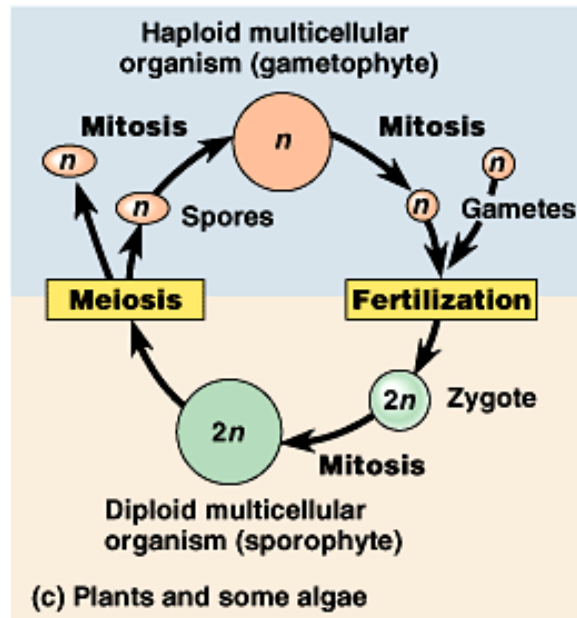 Haploid multicellular
organism (gametophyte)
Mitosis
Mitosis
n
n
n
n
n
Spores
Gametes
Meiosis
Fertilization
2n
Zygote
2n
Mitosis
Diploid multicellular
organism (sporophyte)
(c) Plants and some algae